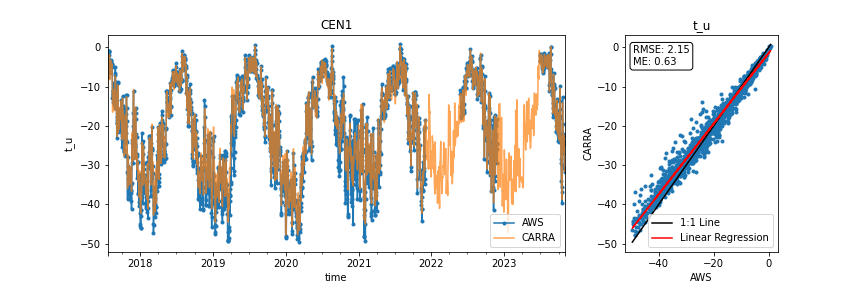 CEN1
t_u
0
−10
−20
−30
−40
−50
2018
2019
2020
2021
2022
2023
time
AWS
CARRA
t_u
RMSE: 2.15
ME: 0.63
CARRA
0
−10
−20
−30
−40
−50
−40
−20
0
AWS
1:1 Line
Linear Regression